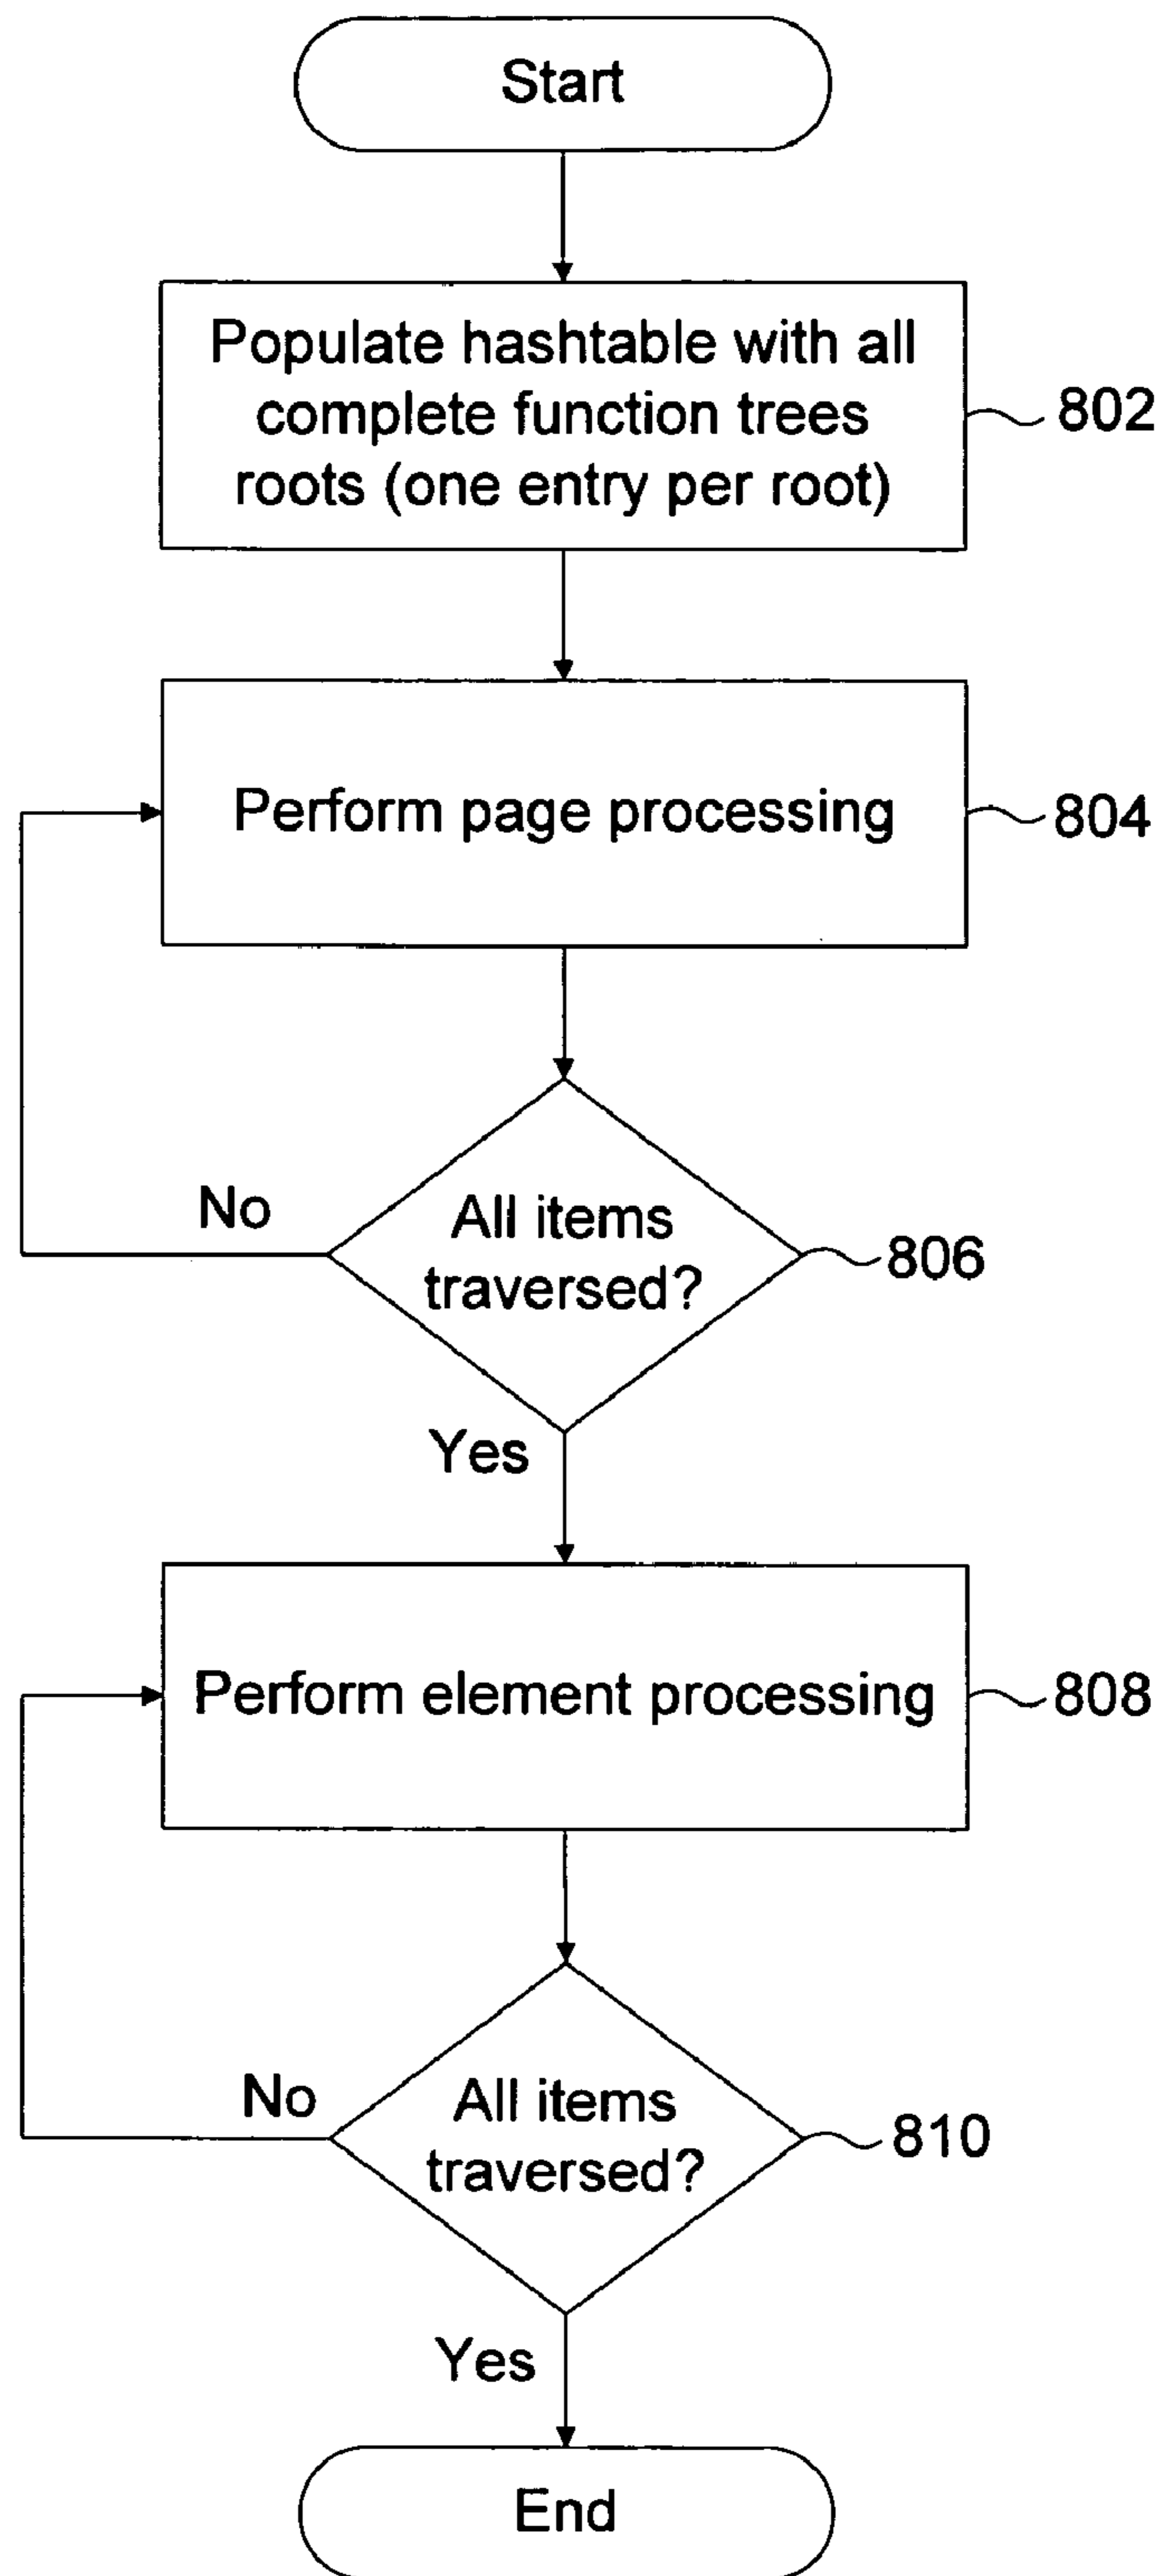 Start
Populate hashtable with all
complete function trees
roots (one entry per root)
802
Perform page processing
804
No
All items
traversed?
806
Yes
Perform element processing
808
No
All items
traversed?
810
Yes
End